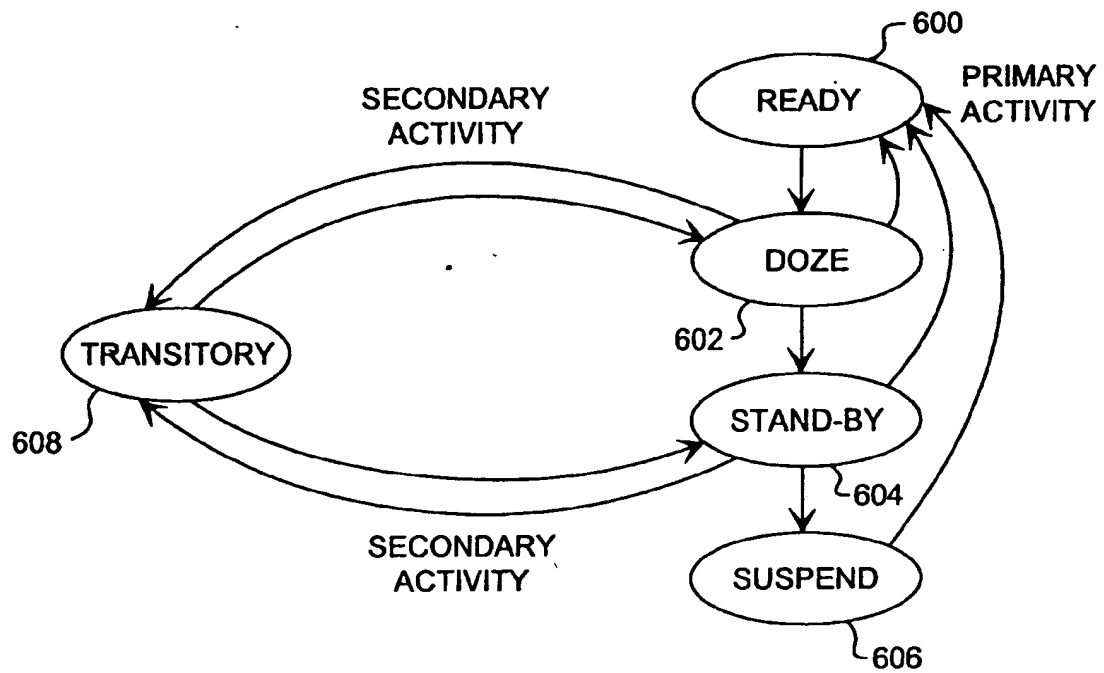 600
READY
PRIMARY
ACTIVITY
SECONDARY
ACTIVITY
DOZE
602
TRANSITORY
608
STAND-BY
604
SECONDARY
ACTIVITY
SUSPEND
606